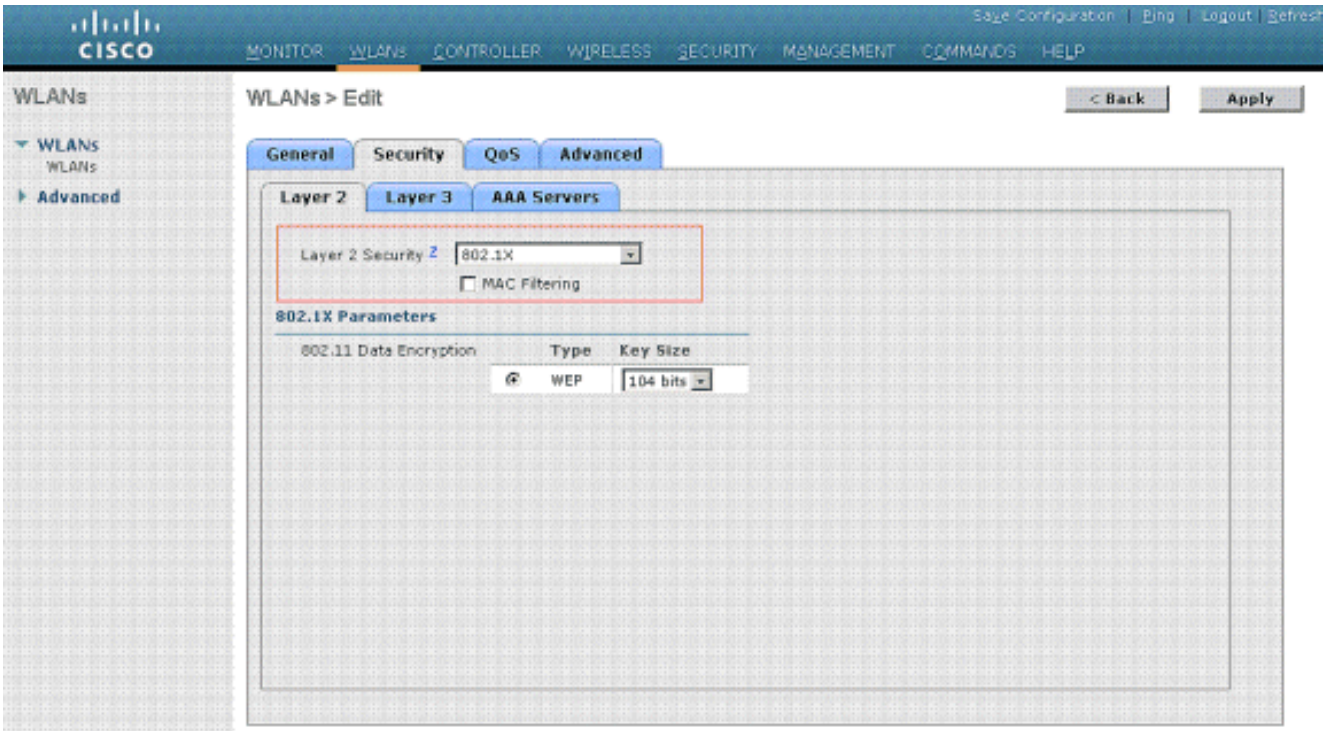 Save Configuration | Ping | Logout | Refresh
CISCO
MONITOR WLANs CONTROLLER WIRELESS SECURITY MANAGEMENT COMMANDS HELP
WLANs
WLANs > Edit
< Back
Apply
WLANs
WLANs
Advanced
General Security QoS Advanced
Layer 2 Layer 3 AAA Servers
Layer 2 Security 2 802.1X
MAC Filtering
802.1X Parameters
802.11 Data Encryption Type Key Size
WEP 104 bits